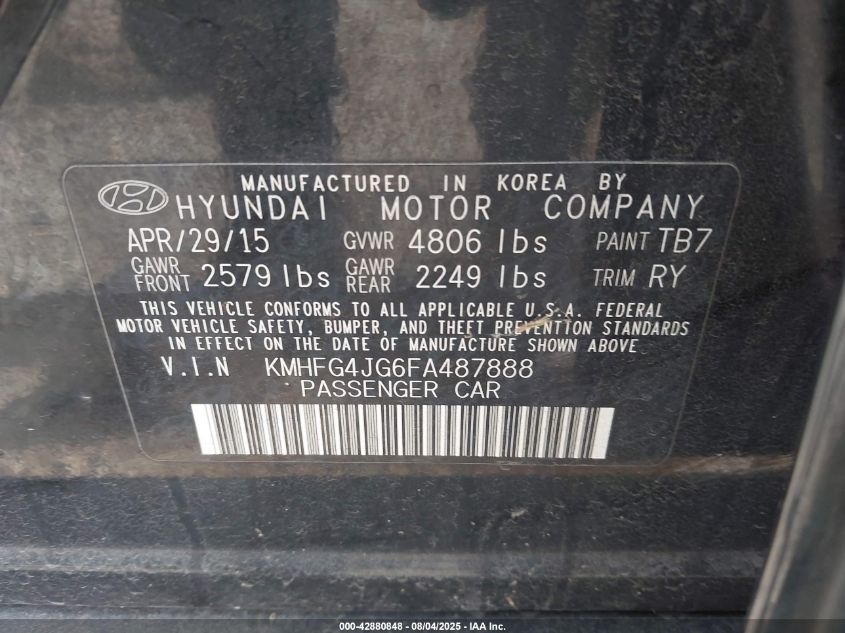 MANUFACTURED IN KOREA BY
HYUNDAI MOTOR COMPANY
APR/29/15 GVWR 4806 lbs PAINT TB7
GAWR FRONT 2579 lbs GAWR REAR 2249 lbs TRIM RY
THIS VEHICLE CONFORMS TO ALL APPLICABLE U.S.A. FEDERAL
MOTOR VEHICLE SAFETY, BUMPER, AND THEFT PREVENTION STANDARDS
IN EFFECT ON THE DATE OF MANUFACTURE SHOWN ABOVE
V.I.N KMHFG4JG6FA487888
PASSENGER CAR
000-42880848 - 08/04/2025 - IAA Inc.